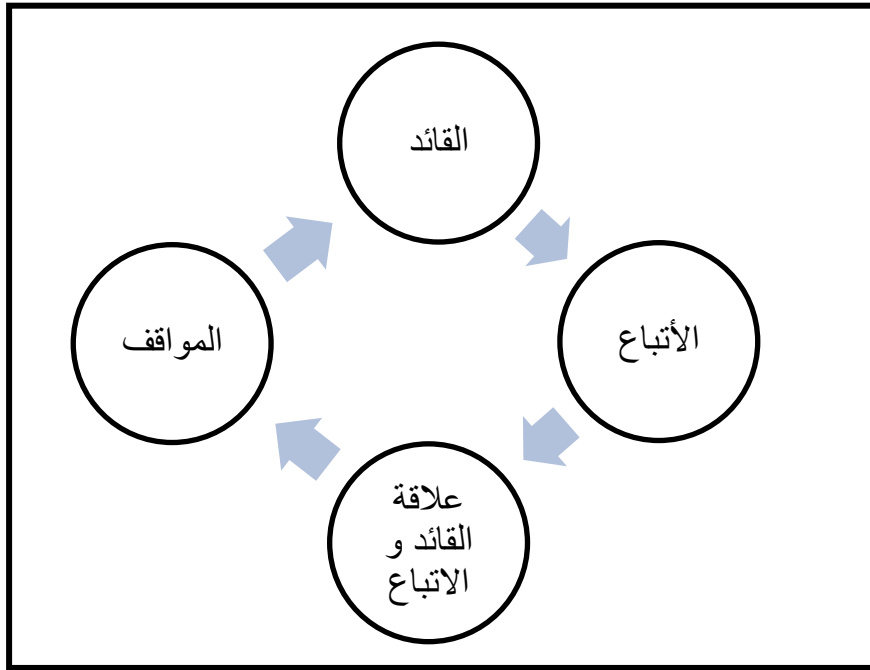 القائد
الأتباع
علاقة
القائد و
الاتباع
المواقف